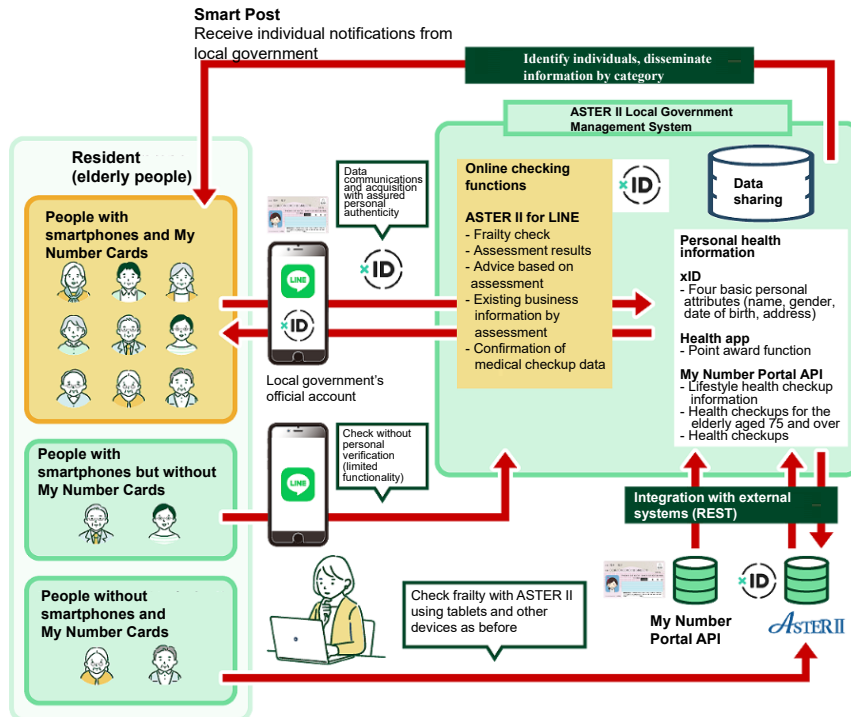 Smart Post
Receive individual notifications from
local government
Identify individuals, disseminate
information by category
ASTER II Local Government
Management System
Resident
(elderly people)
People with
smartphones and My
Number Cards
Data
communications
and acquisition
with assured
personal
authenticity
×ID
LINE
×ID
Local government's
official account
Online checking
functions
ASTER II for LINE
- Frailty check
- Assessment results
- Advice based on
assessment
- Existing business
information by
assessment
- Confirmation of
medical checkup data
×ID
Data
sharing
Personal health
information
xID
- Four basic personal
attributes (name, gender,
date of birth, address)
Health app
- Point award function
My Number Portal API
- Lifestyle health checkup
information
- Health checkups for the
elderly aged 75 and over
- Health checkups
People with
smartphones but without
My Number Cards
LINE
Check without
personal
verification
(limited
functionality)
Integration with external
systems (REST)
People without
smartphones and
My Number Cards
Check frailty with ASTER II
using tablets and other
devices as before
My Number
Portal API
×ID
ASTER II